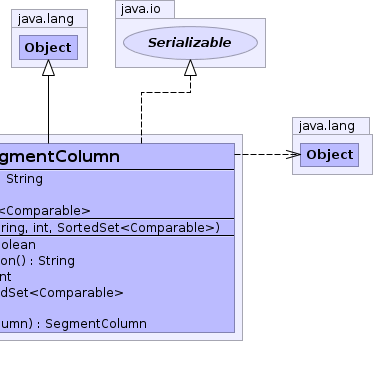 java.lang
java.io
Object
Serializable
java.lang
Object
gmentColumn
String
<Comparable>
ring, int, SortedSet<Comparable>)
olean
on() : String
nt
dSet<Comparable>
umn) : SegmentColumn